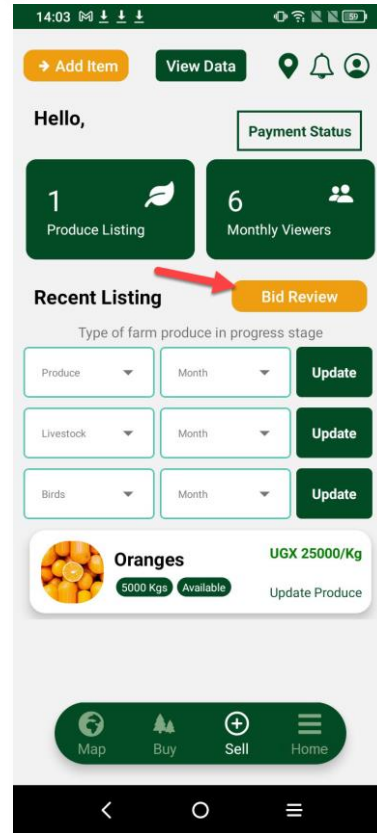 14:03
59
→ Add Item
View Data
Hello,
Payment Status
1
Produce Listing
6
Monthly Viewers
Recent Listing
Bid Review
Type of farm produce in progress stage
Produce
Month
Update
Livestock
Month
Update
Birds
Month
Update
Oranges
UGX 25000/Kg
5000 Kgs
Available
Update Produce
Map
Buy
Sell
Home